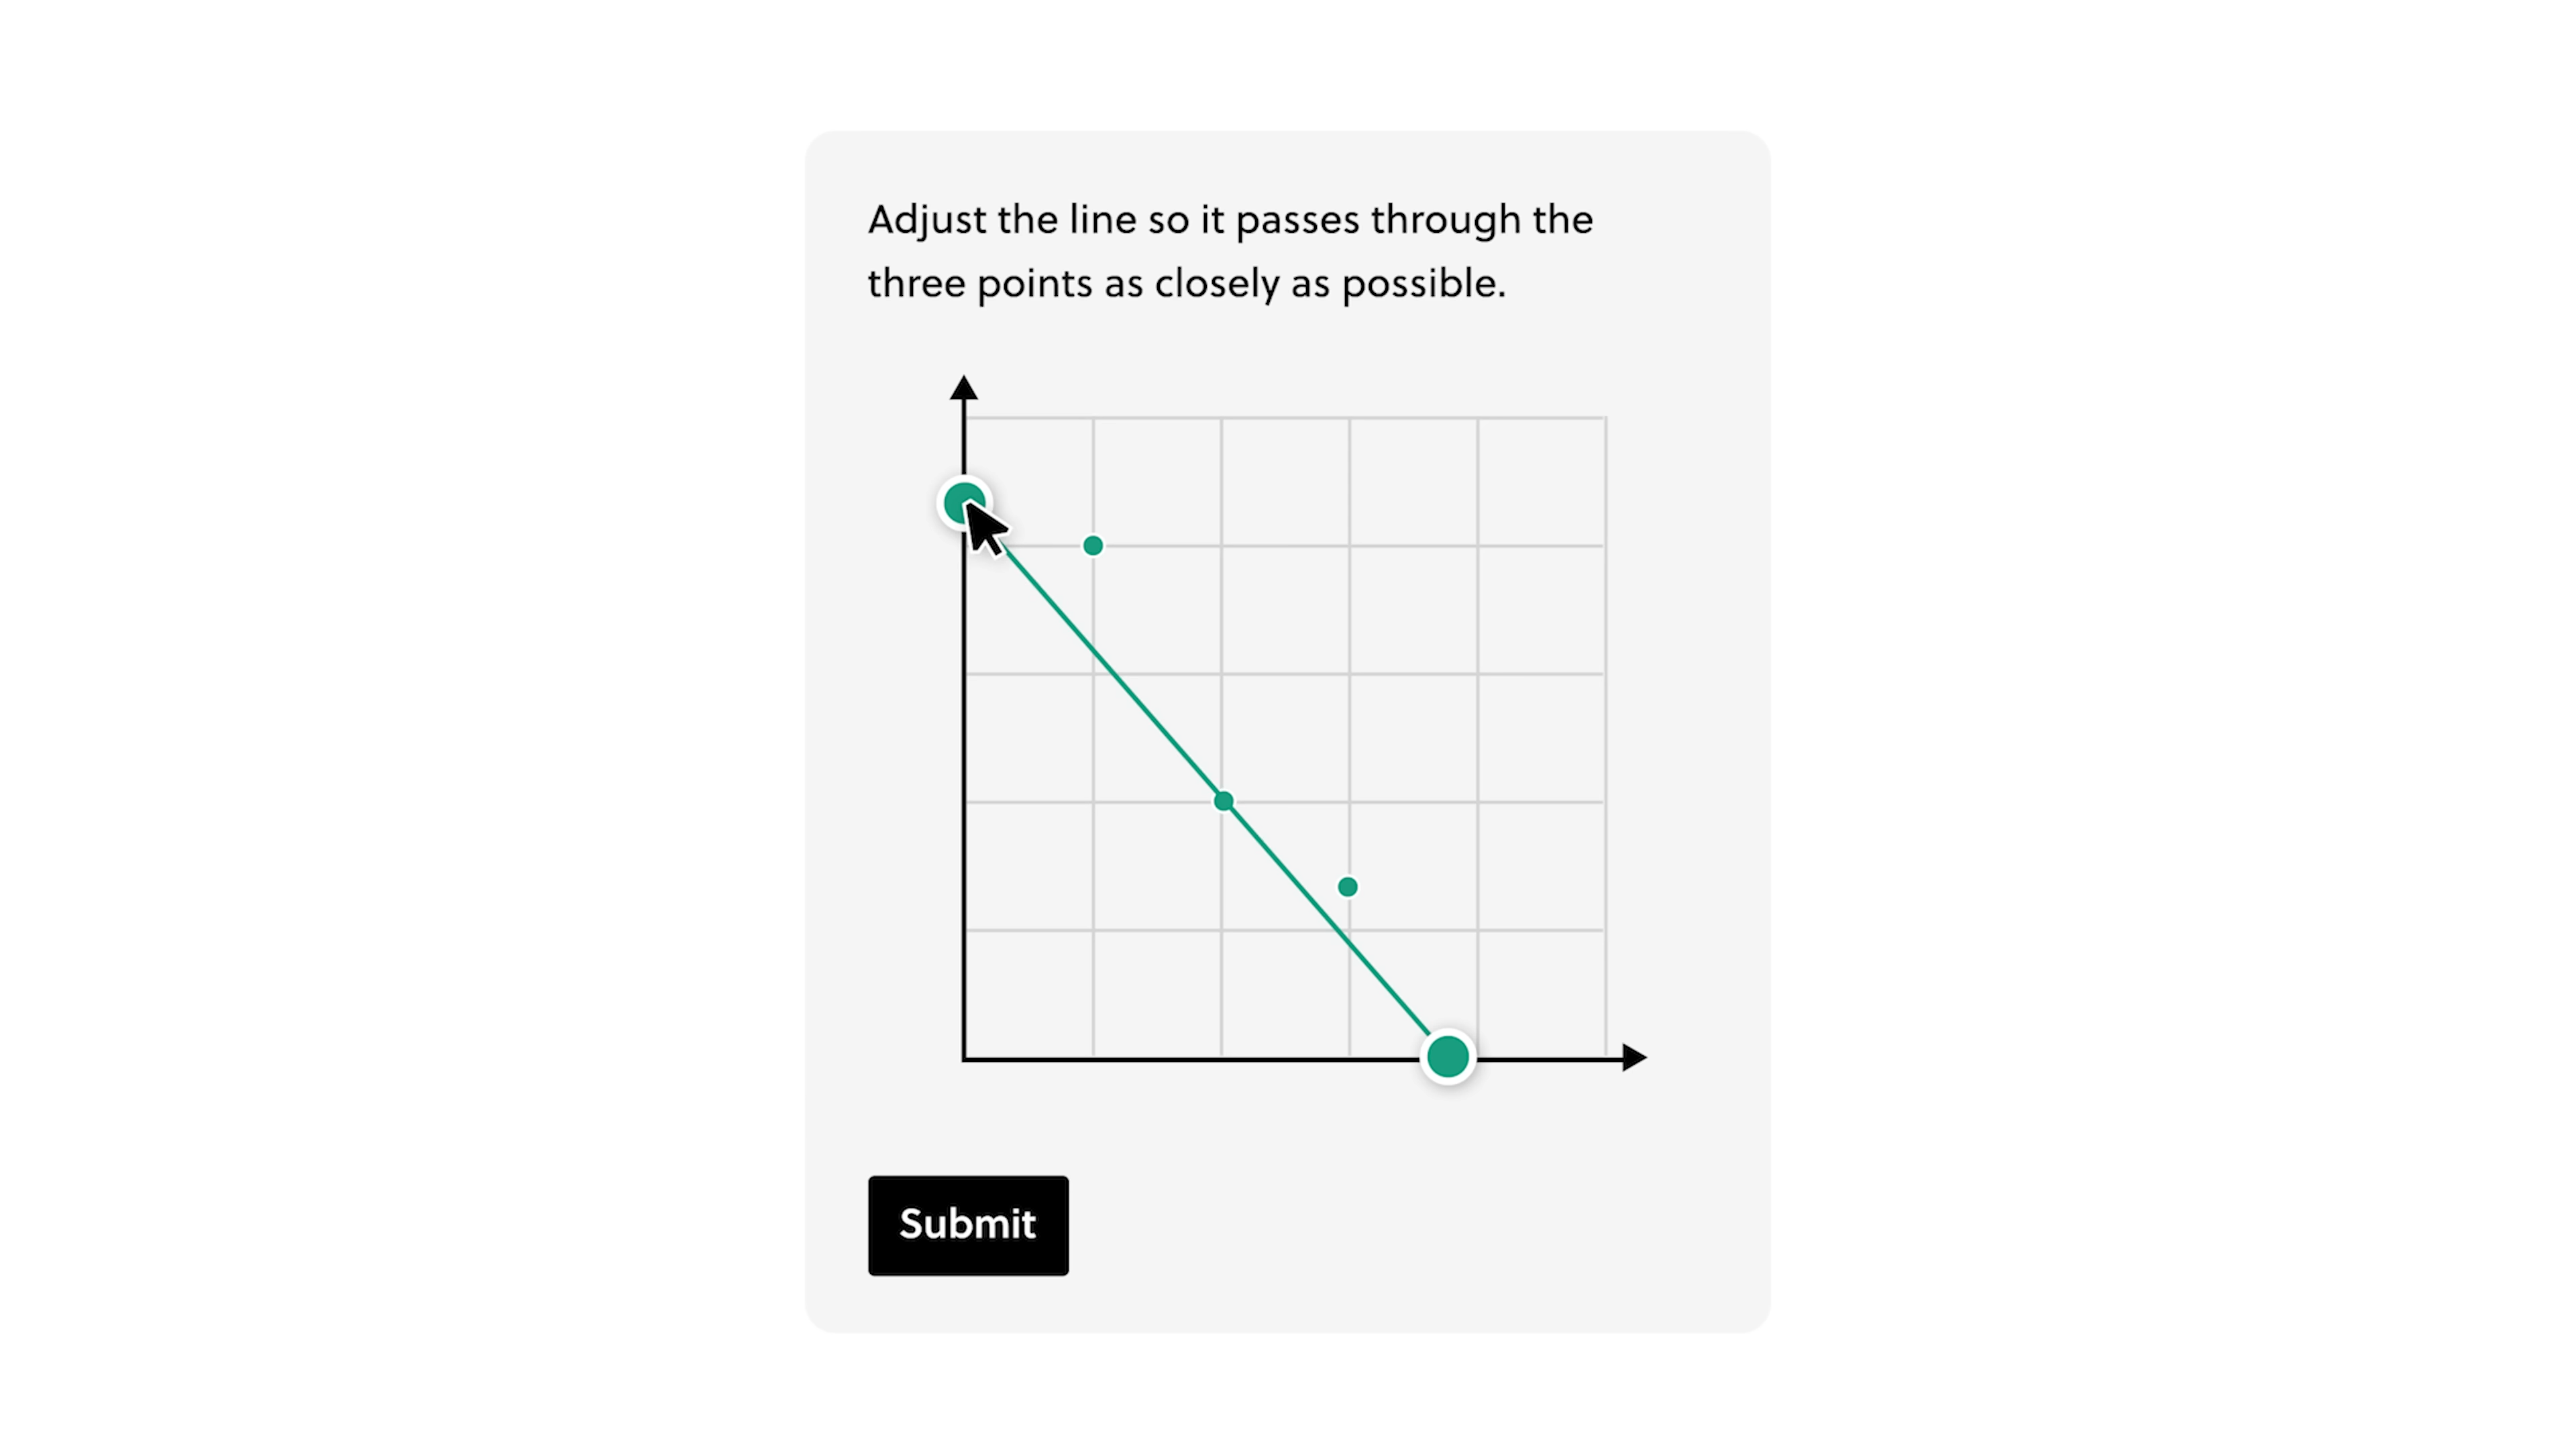 Adjust the line so it passes through the
three points as closely as possible.
Submit